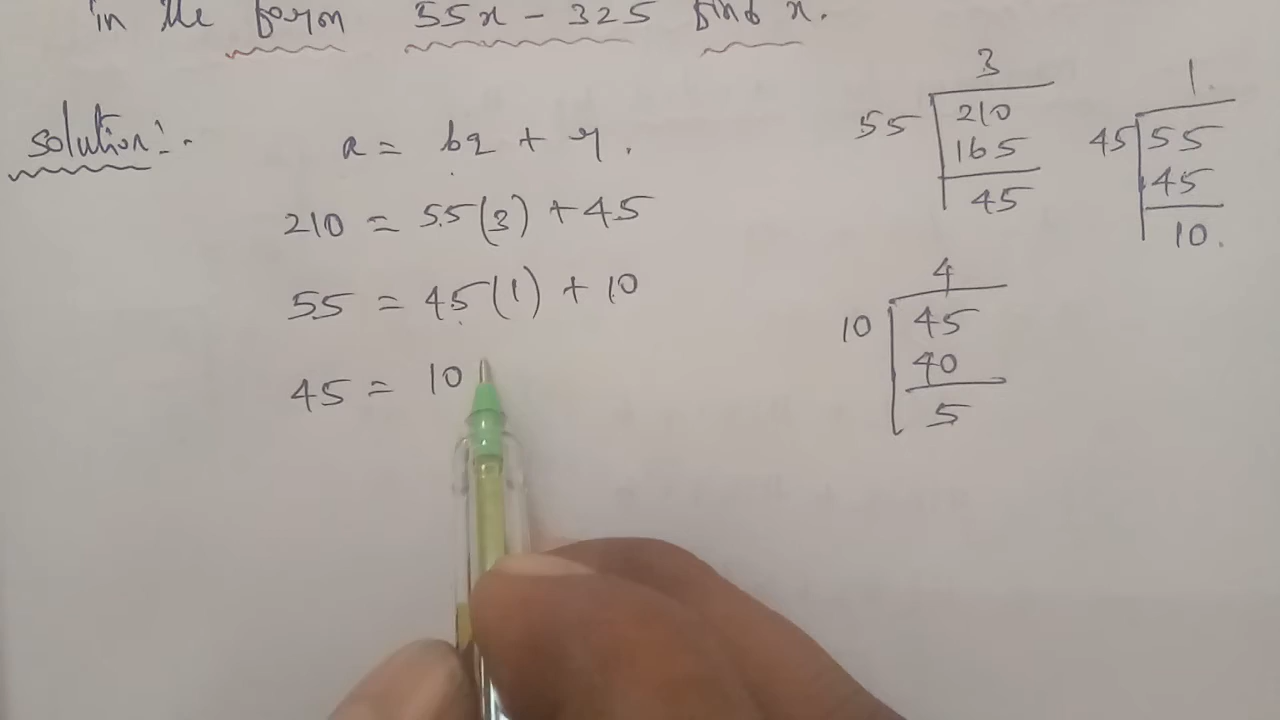 in the form 55x - 325 find x.
solution:-
a = bq + r.
210 = 55(3) + 45
55 = 45(1) + 10
45 = 10
3
55 210
165
45
1.
45 55
45
10.
4
10 45
40
5